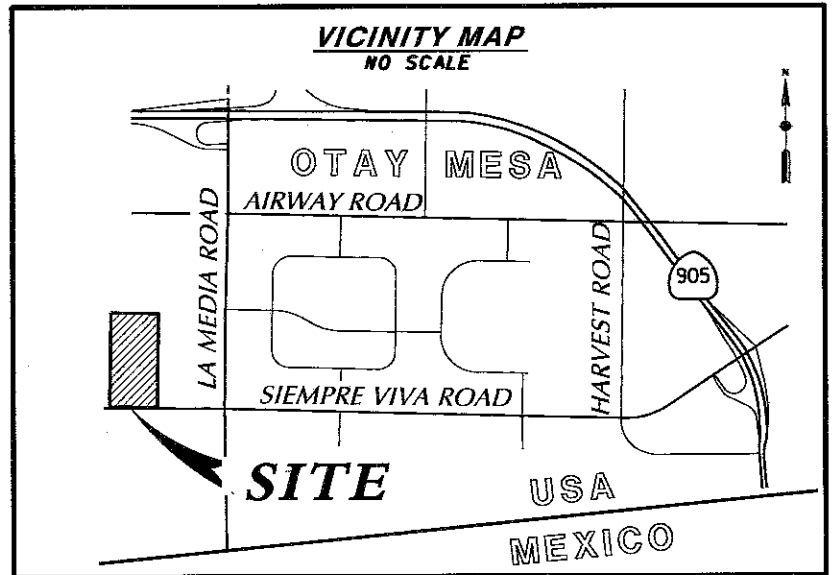 VICINITY MAP
NO SCALE
N
OTAY MESA
AIRWAY ROAD
LA MEDIA ROAD
HARVEST ROAD
905
SIEMPRE VIVA ROAD
SITE
USA
MEXICO